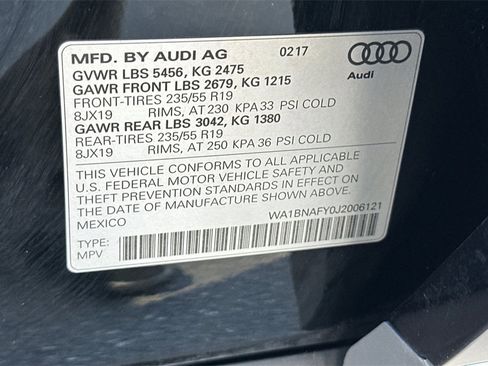 MFD. BY AUDI AG 0217
GVWR LBS 5456, KG 2475
GAWR FRONT LBS 2679, KG 1215
FRONT-TIRES 235/55 R19
8JX19 RIMS, AT 230 KPA 33 PSI COLD
GAWR REAR LBS 3042, KG 1380
REAR-TIRES 235/55 R19
8JX19 RIMS, AT 250 KPA 36 PSI COLD
Audi
THIS VEHICLE CONFORMS TO ALL APPLICABLE
U.S. FEDERAL MOTOR VEHICLE SAFETY AND
THEFT PREVENTION STANDARDS IN EFFECT
ON THE DATE OF MANUFACTURE SHOWN ABOVE.
MEXICO WA1BNAFY0J2006121
TYPE:
MPV